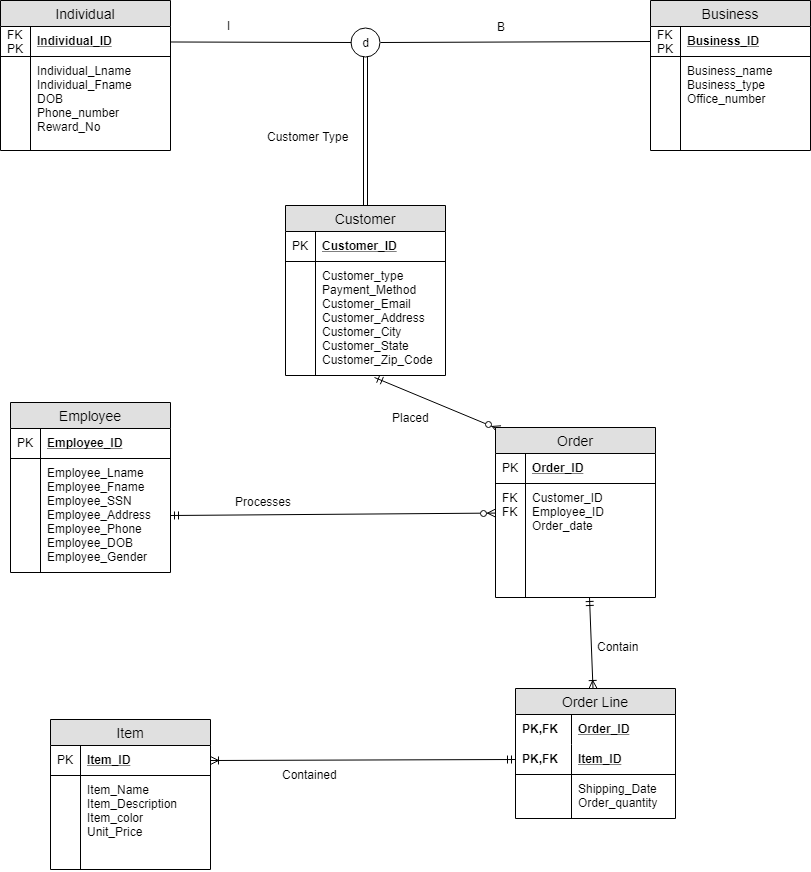 Individual
FK
PK
Individual_ID
Individual_Lname
Individual_Fname
DOB
Phone_number
Reward_No
I
d
B
Business
FK
PK
Business_ID
Business_name
Business_type
Office_number
Customer Type
Customer
PK
Customer_ID
Customer_type
Payment_Method
Customer_Email
Customer_Address
Customer_City
Customer_State
Customer_Zip_Code
Placed
Employee
PK
Employee_ID
Employee_Lname
Employee_Fname
Employee_SSN
Employee_Address
Employee_Phone
Employee_DOB
Employee_Gender
Processes
Order
PK
Order_ID
FK
Customer_ID
FK
Employee_ID
Order_date
Contain
Order Line
PK,FK
Order_ID
PK,FK
Item_ID
Shipping_Date
Order_quantity
Contained
Item
PK
Item_ID
Item_Name
Item_Description
Item_color
Unit_Price